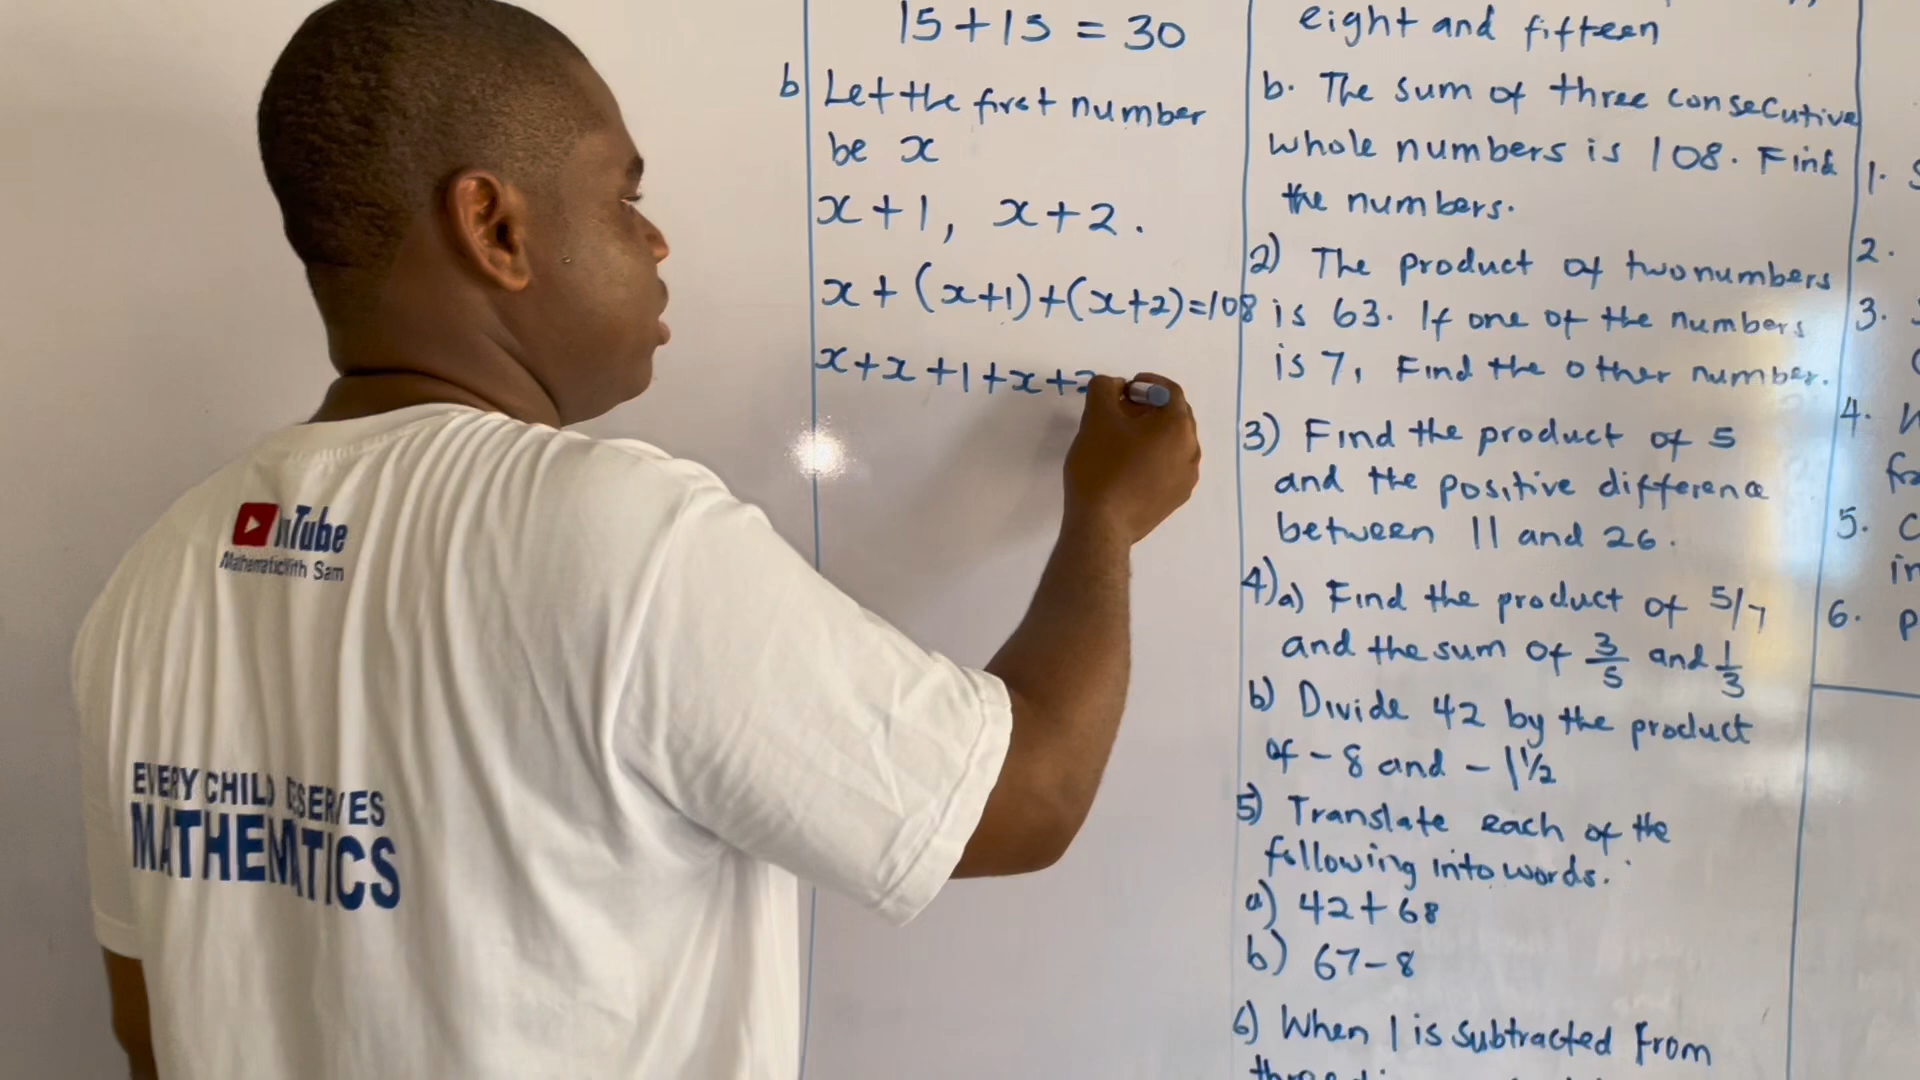 15+15 = 30
b Let the first number
be x
x+1, x+2.
x+(x+1)+(x+2)=108
x+x+1+x+2
eight and fifteen
b. The sum of three consecutive
whole numbers is 108. Find
the numbers.
2) The product of two numbers
is 63. If one of the numbers
is 7, Find the other number.
3) Find the product of 5
and the positive difference
between 11 and 26.
4)a) Find the product of 5/7
and the sum of 3/5 and 1/3
b) Divide 42 by the product
of -8 and -1 1/2
5) Translate each of the
following into words.
a) 42+68
b) 67-8
6) When 1 is subtracted from
1.
2.
3.
4.
5.
6.
YouTube
MathematicWith Sam
EVERY CHILD DESERVES
MATHEMATICS